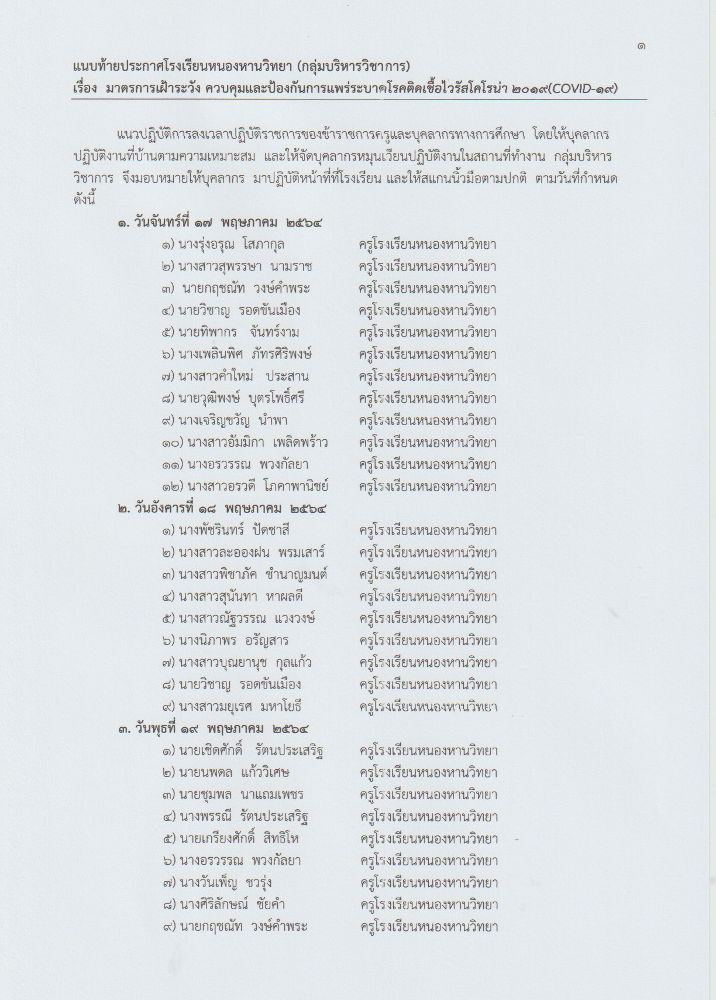 ๑
แนบท้ายประกาศโรงเรียนหนองหานวิทยา (กลุ่มบริหารวิชาการ)
เรื่อง มาตรการเฝ้าระวัง ควบคุมและป้องกันการแพร่ระบาดโรคติดเชื้อไวรัสโคโรน่า ๒๐๑๙(COVID-๑๙)
แนวปฏิบัติการลงเวลาปฏิบัติราชการของข้าราชการครูและบุคลากรทางการศึกษา โดยให้บุคลากร
ปฏิบัติงานที่บ้านตามความเหมาะสม และให้จัดบุคลากรหมุนเวียนปฏิบัติงานในสถานที่ทำงาน กลุ่มบริหาร
วิชาการ จึงมอบหมายให้บุคลากร มาปฏิบัติหน้าที่ที่โรงเรียน และให้สแกนนิ้วมือตามปกติ ตามวันที่กำหนด
ดังนี้
๑. วันจันทร์ที่ ๑๗ พฤษภาคม ๒๕๖๔
๑) นางรุ่งอรุณ โสภากุล ครูโรงเรียนหนองหานวิทยา
๒) นางสาวสุพรรษา นามราช ครูโรงเรียนหนองหานวิทยา
๓) นายกฤชณัท วงษ์คำพระ ครูโรงเรียนหนองหานวิทยา
๔) นายวิชาญ รอดขันเมือง ครูโรงเรียนหนองหานวิทยา
๕) นายทิพากร จันทร์งาม ครูโรงเรียนหนองหานวิทยา
๖) นางเพลินพิศ ภัทรศิริพงษ์ ครูโรงเรียนหนองหานวิทยา
๗) นางสาวคำใหม่ ประสาน ครูโรงเรียนหนองหานวิทยา
๘) นายวุฒิพงษ์ บุตรโพธิ์ศรี ครูโรงเรียนหนองหานวิทยา
๙) นางเจริญขวัญ นำพา ครูโรงเรียนหนองหานวิทยา
๑๐) นางสาวอัมมิกา เพลิดพร้าว ครูโรงเรียนหนองหานวิทยา
๑๑) นางอรวรรณ พวงกัลยา ครูโรงเรียนหนองหานวิทยา
๑๒) นางสาวอรวดี โภคาพานิชย์ ครูโรงเรียนหนองหานวิทยา
๒. วันอังคารที่ ๑๘ พฤษภาคม ๒๕๖๔
๑) นางพัชรินทร์ ปัดชาสี ครูโรงเรียนหนองหานวิทยา
๒) นางสาวละอองฝน พรมเสาร์ ครูโรงเรียนหนองหานวิทยา
๓) นางสาวพิชาภัค ชำนาญมนต์ ครูโรงเรียนหนองหานวิทยา
๔) นางสาวสุนันทา หาผลดี ครูโรงเรียนหนองหานวิทยา
๕) นางสาวณัฐวรรณ แวงวงษ์ ครูโรงเรียนหนองหานวิทยา
๖) นางนิภาพร อรัญสาร ครูโรงเรียนหนองหานวิทยา
๗) นางสาวบุณยานุช กุลแก้ว ครูโรงเรียนหนองหานวิทยา
๘) นายวิชาญ รอดขันเมือง ครูโรงเรียนหนองหานวิทยา
๙) นางสาวมยุเรศ มหาโยธี ครูโรงเรียนหนองหานวิทยา
๓. วันพุธที่ ๑๙ พฤษภาคม ๒๕๖๔
๑) นายเชิดศักดิ์ รัตนประเสริฐ ครูโรงเรียนหนองหานวิทยา
๒) นายนพดล แก้ววิเศษ ครูโรงเรียนหนองหานวิทยา
๓) นายชุมพล นาแถมเพชร ครูโรงเรียนหนองหานวิทยา
๔) นางพรรณี รัตนประเสริฐ ครูโรงเรียนหนองหานวิทยา
๕) นายเกรียงศักดิ์ สิทธิโห ครูโรงเรียนหนองหานวิทยา
๖) นางอรวรรณ พวงกัลยา ครูโรงเรียนหนองหานวิทยา
๗) นางวันเพ็ญ ชวรุ่ง ครูโรงเรียนหนองหานวิทยา
๘) นางศิริลักษณ์ ชัยคำ ครูโรงเรียนหนองหานวิทยา
๙) นายกฤชณัท วงษ์คำพระ ครูโรงเรียนหนองหานวิทยา